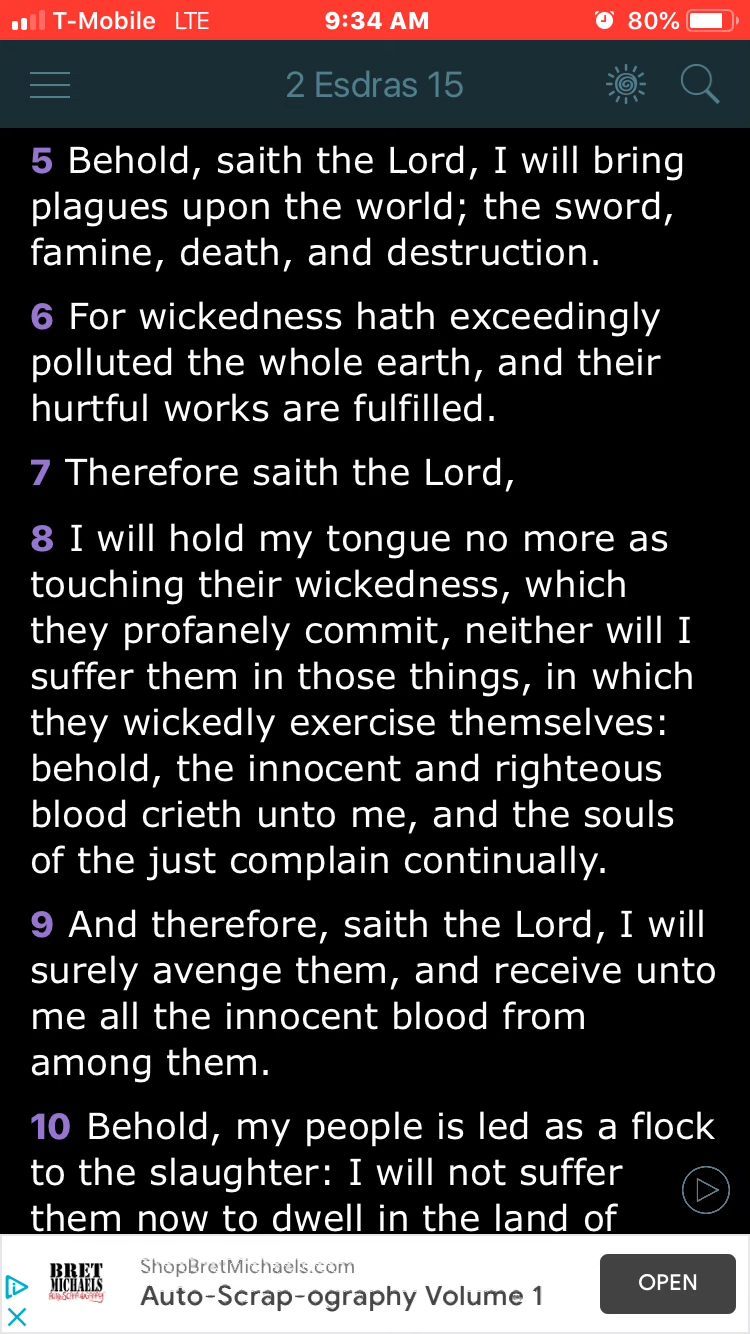 T-Mobile LTE 9:34 AM 80%
2 Esdras 15
5 Behold, saith the Lord, I will bring
plagues upon the world; the sword,
famine, death, and destruction.
6 For wickedness hath exceedingly
polluted the whole earth, and their
hurtful works are fulfilled.
7 Therefore saith the Lord,
8 I will hold my tongue no more as
touching their wickedness, which
they profanely commit, neither will I
suffer them in those things, in which
they wickedly exercise themselves:
behold, the innocent and righteous
blood crieth unto me, and the souls
of the just complain continually.
9 And therefore, saith the Lord, I will
surely avenge them, and receive unto
me all the innocent blood from
among them.
10 Behold, my people is led as a flock
to the slaughter: I will not suffer
them now to dwell in the land of
BRET
MICHAELS
ShopBretMichaels.com
Auto-Scrap-ography Volume 1
OPEN